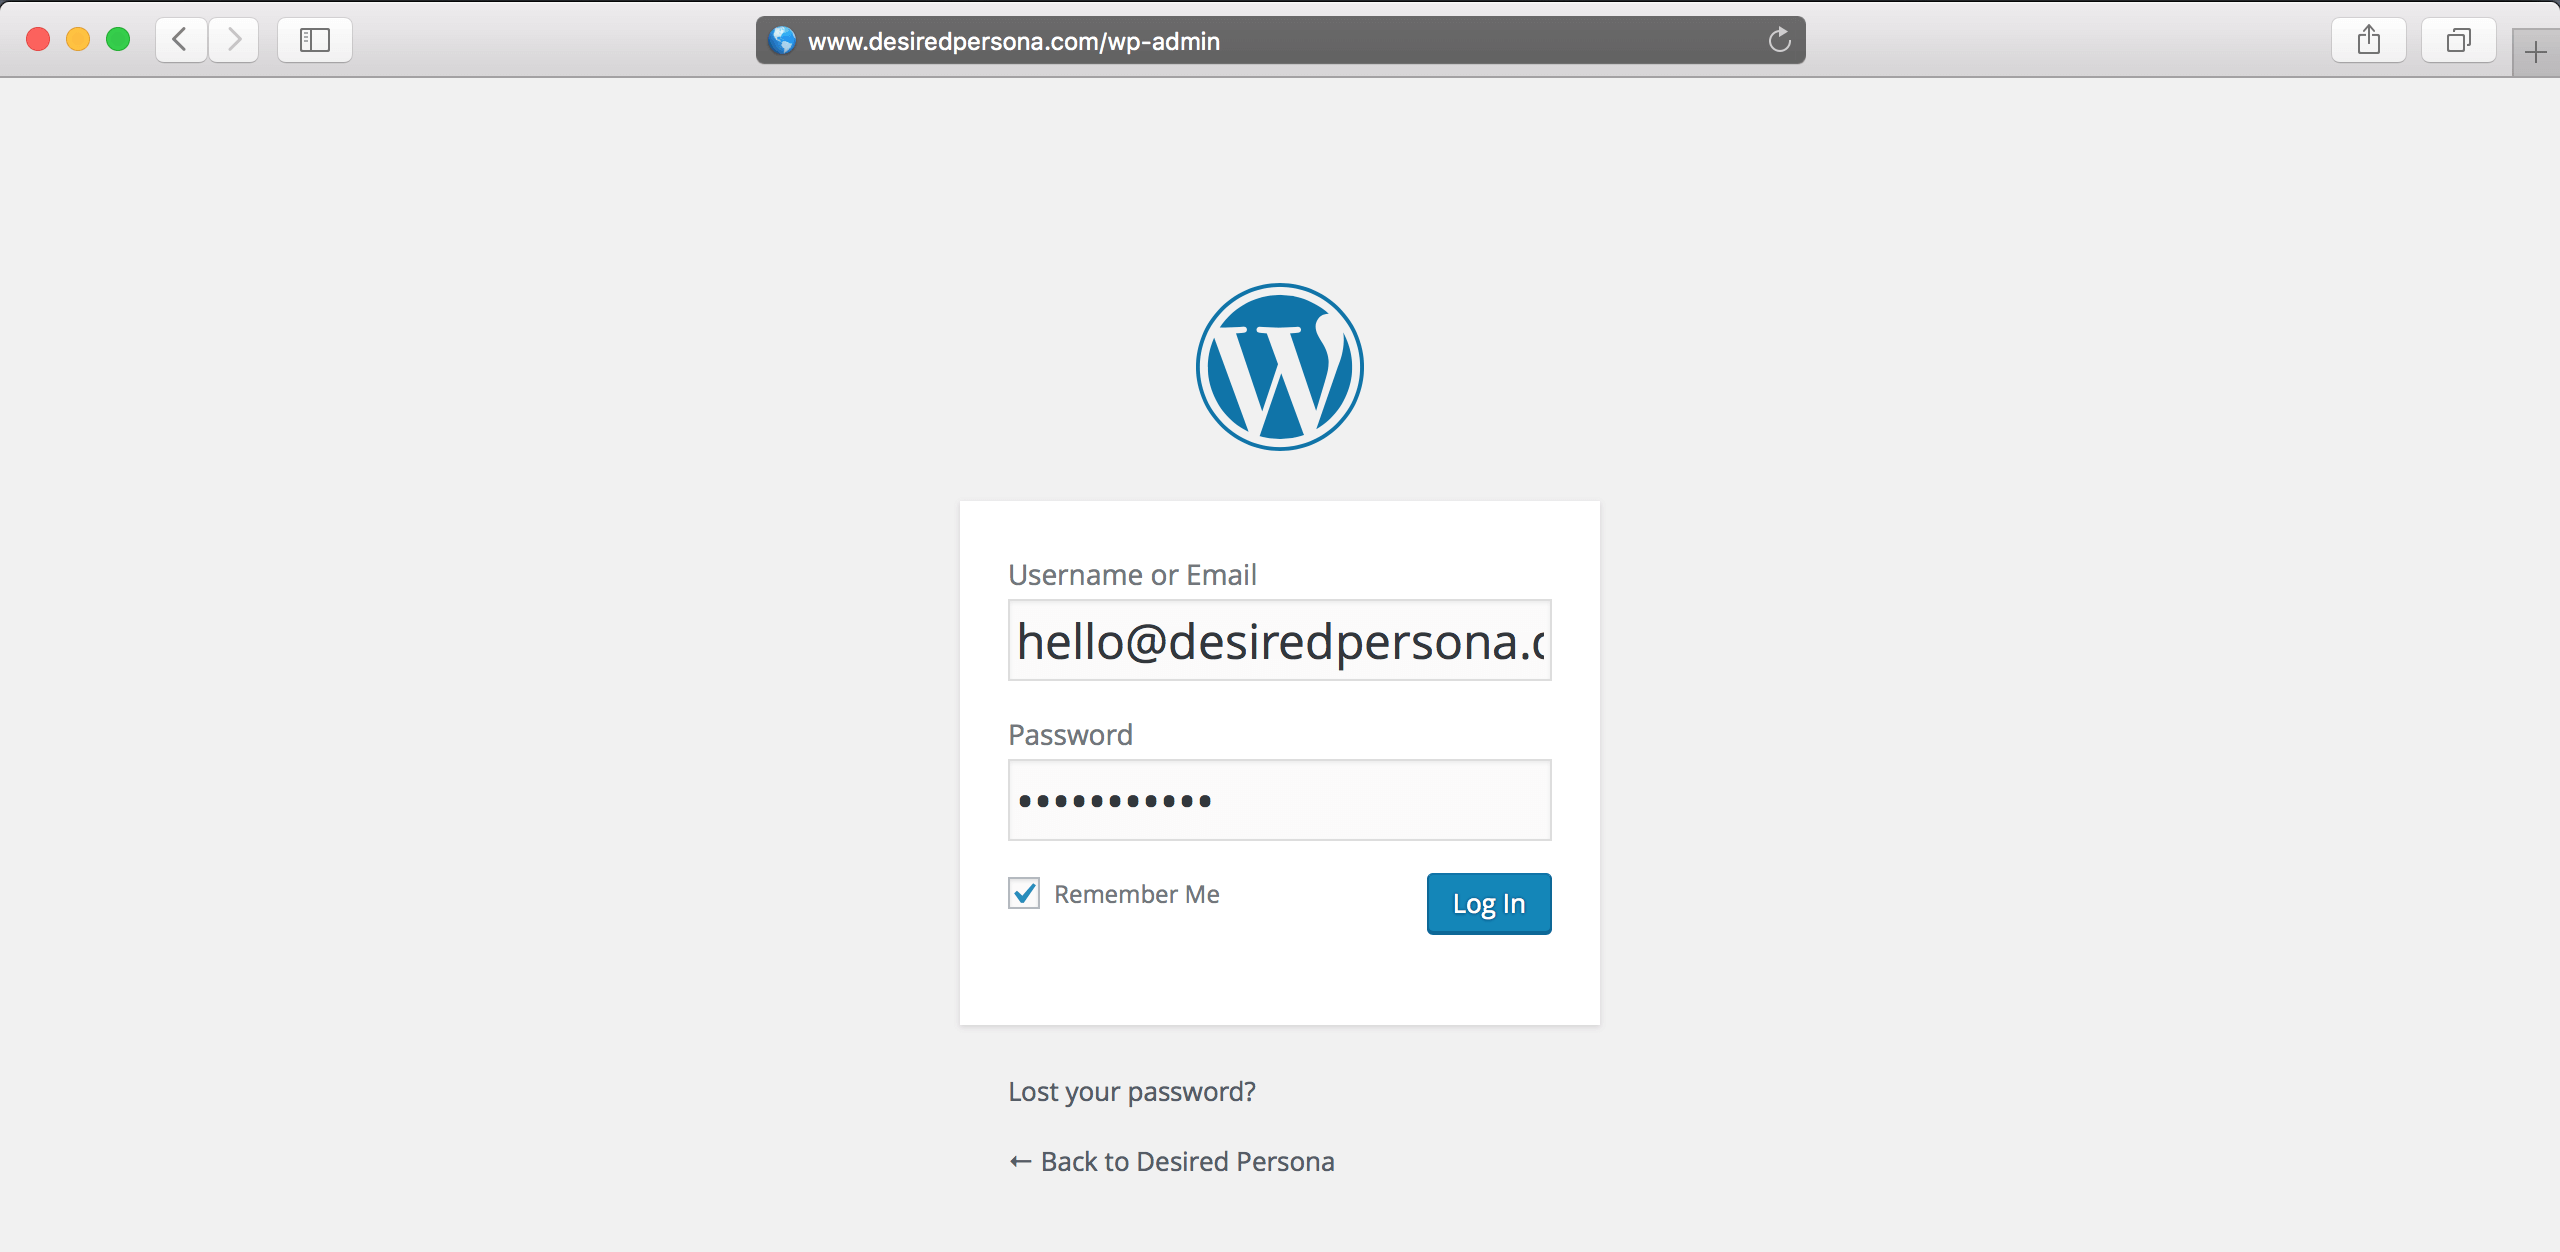 www.desiredpersona.com/wp-admin
Username or Email
hello@desiredpersona.c
Password
•••••••••••
Remember Me
Log In
Lost your password?
← Back to Desired Persona